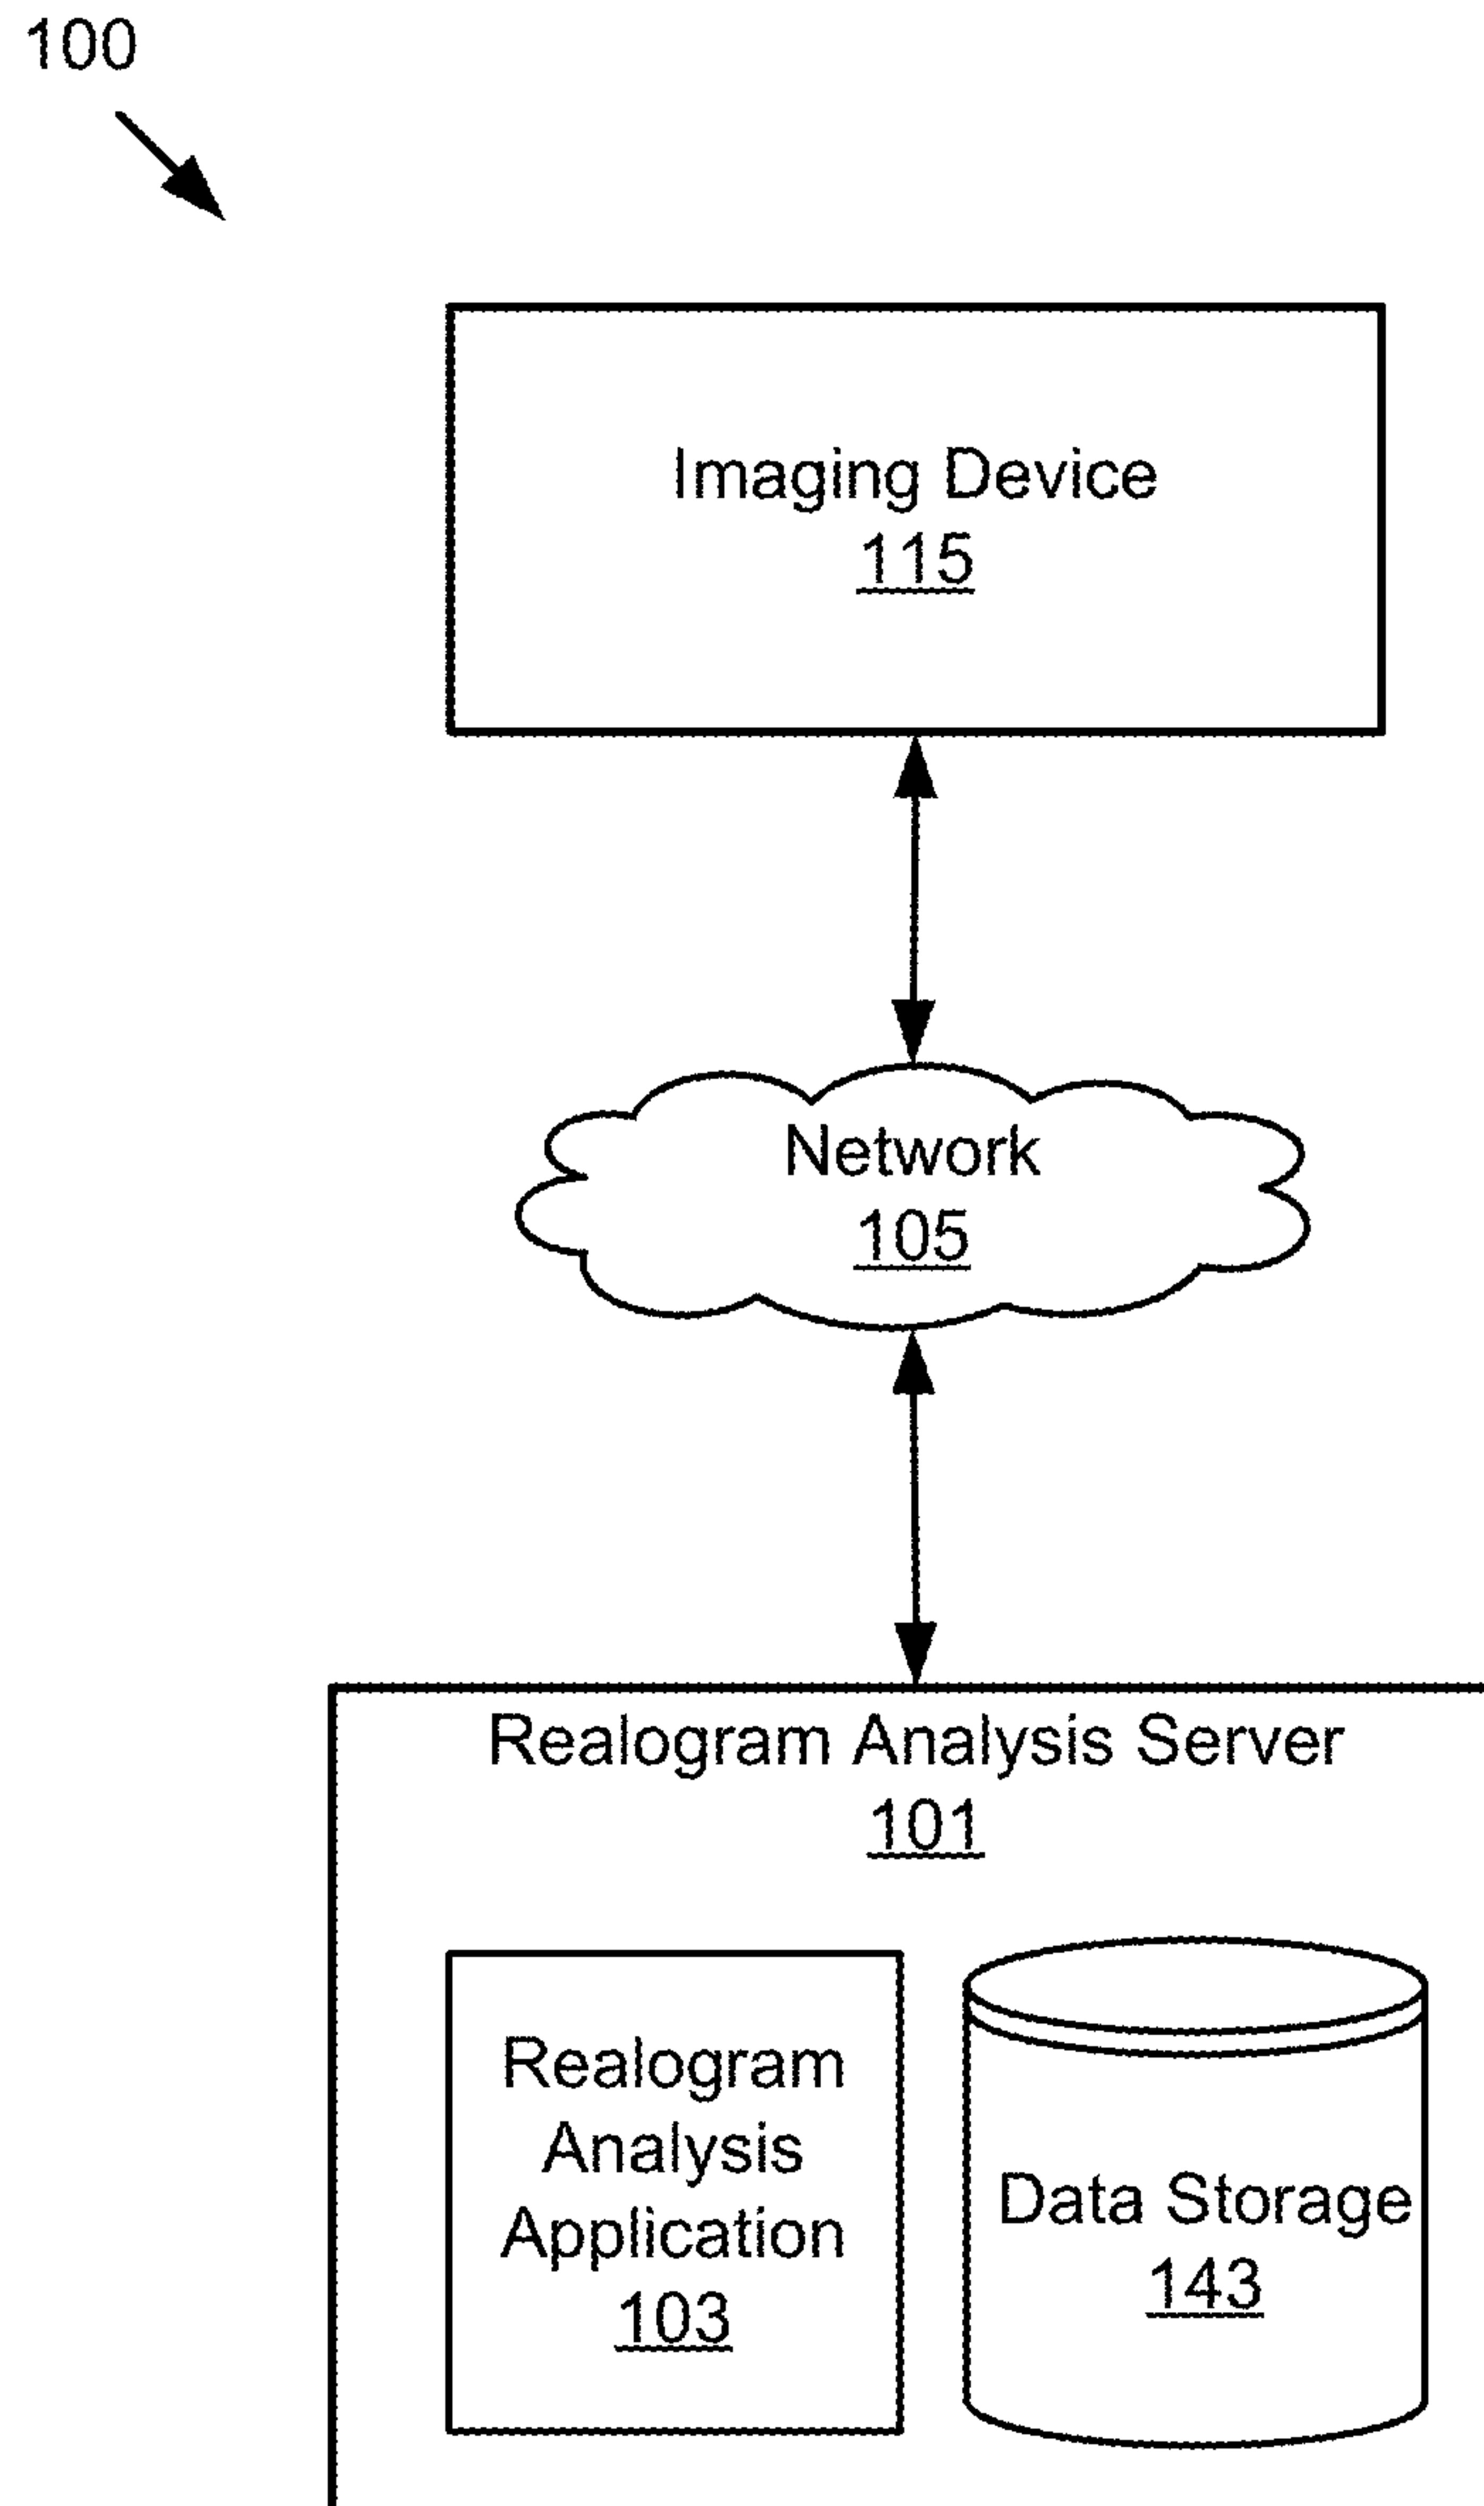 100
Imaging Device
115
Network
105
Realogram Analysis Server
101
Realogram
Analysis
Application
103
Data Storage
143